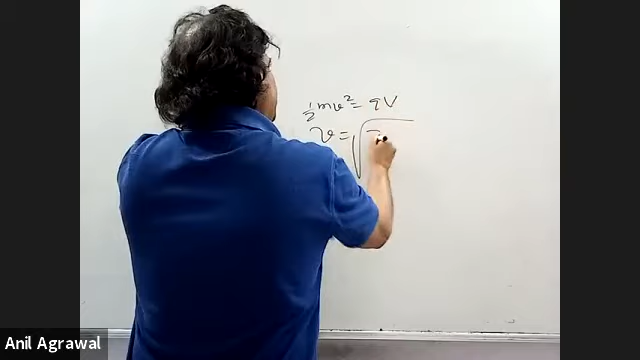 ½mv² = qV
v = √
Anil Agrawal